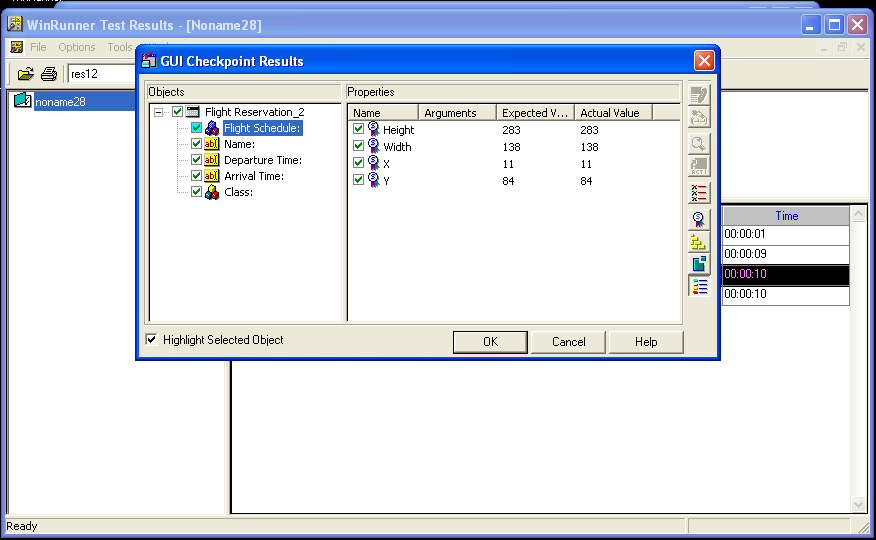 WinRunner Test Results - [Noname28]
File Options Tools
res12
noname28
GUI Checkpoint Results
Objects
Flight Reservation_2
Flight Schedule:
Name:
Departure Time:
Arrival Time:
Class:
Properties
Name Arguments Expected V... Actual Value
Height 283 283
Width 138 138
X 11 11
Y 84 84
Highlight Selected Object
OK Cancel Help
Time
00:00:01
00:00:09
00:00:10
00:00:10
Ready